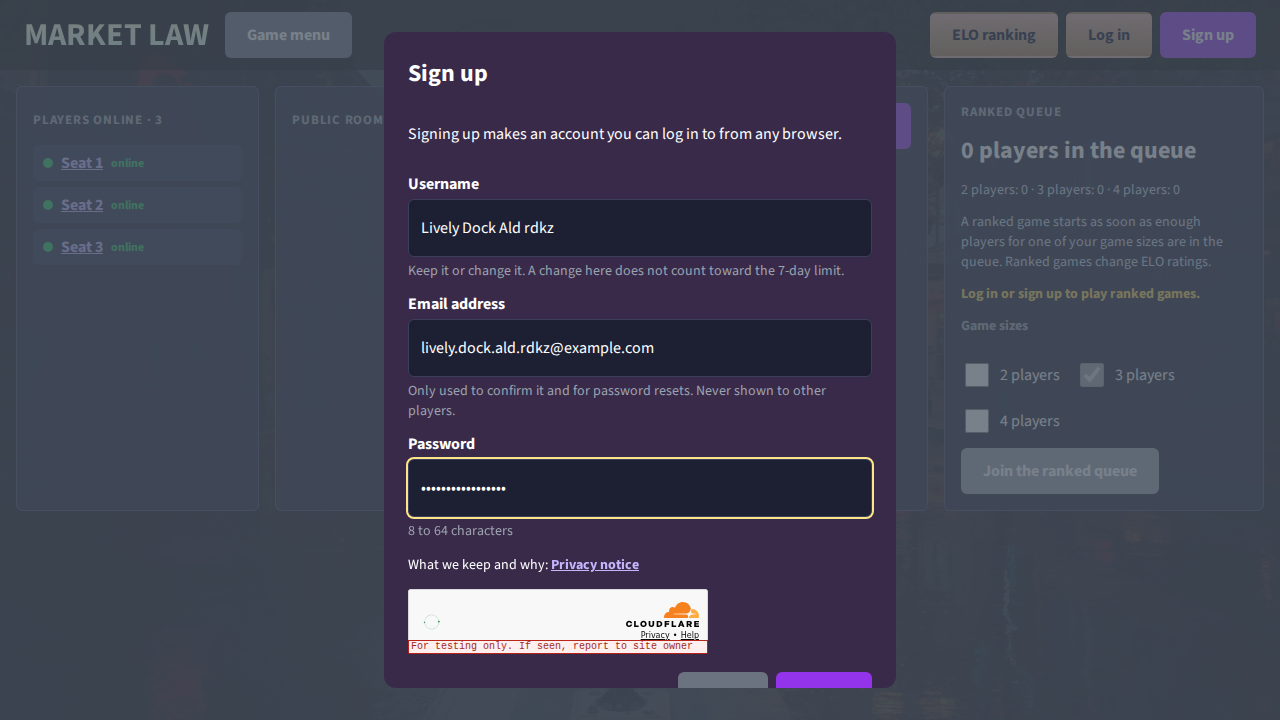 MARKET LAW
Game menu
ELO ranking
Log in
Sign up
PLAYERS ONLINE · 3
Seat 1 online
Seat 2 online
Seat 3 online
PUBLIC ROOM
Sign up
Signing up makes an account you can log in to from any browser.
Username
Lively Dock Ald rdkz
Keep it or change it. A change here does not count toward the 7-day limit.
Email address
lively.dock.ald.rdkz@example.com
Only used to confirm it and for password resets. Never shown to other
players.
Password
•••••••••••••••••
8 to 64 characters
What we keep and why: Privacy notice
CLOUDFLARE
Privacy • Help
For testing only. If seen, report to site owner
RANKED QUEUE
0 players in the queue
2 players: 0 · 3 players: 0 · 4 players: 0
A ranked game starts as soon as enough
players for one of your game sizes are in the
queue. Ranked games change ELO ratings.
Log in or sign up to play ranked games.
Game sizes
2 players
3 players
4 players
Join the ranked queue